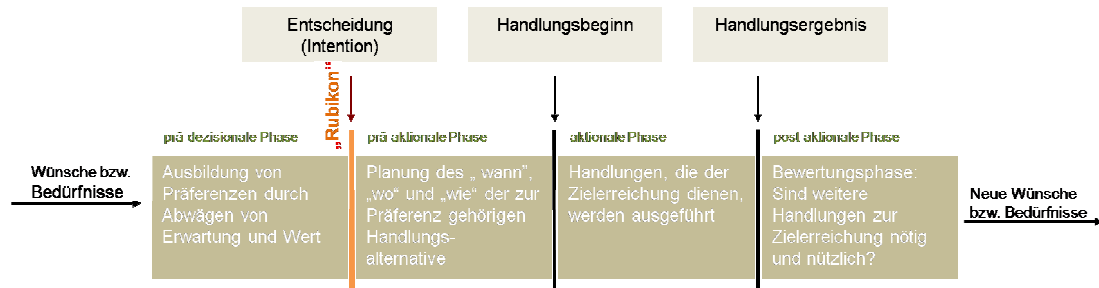 Entscheidung
(Intention)
Handlungsbeginn
Handlungsergebnis
„Rubikon“
prä dezisionale Phase
prä aktionale Phase
aktionale Phase
post aktionale Phase
Wünsche bzw.
Bedürfnisse
Ausbildung von
Präferenzen durch
Abwägen von
Erwartung und Wert
Planung des „ wann”,
„wo“ und „wie“ der zur
Präferenz gehörigen
Handlungs-
alternative
Handlungen, die der
Zielerreichung dienen,
werden ausgeführt
Bewertungsphase:
Sind weitere
Handlungen zur
Zielerreichung nötig
und nützlich?
Neue Wünsche
bzw. Bedürfnisse